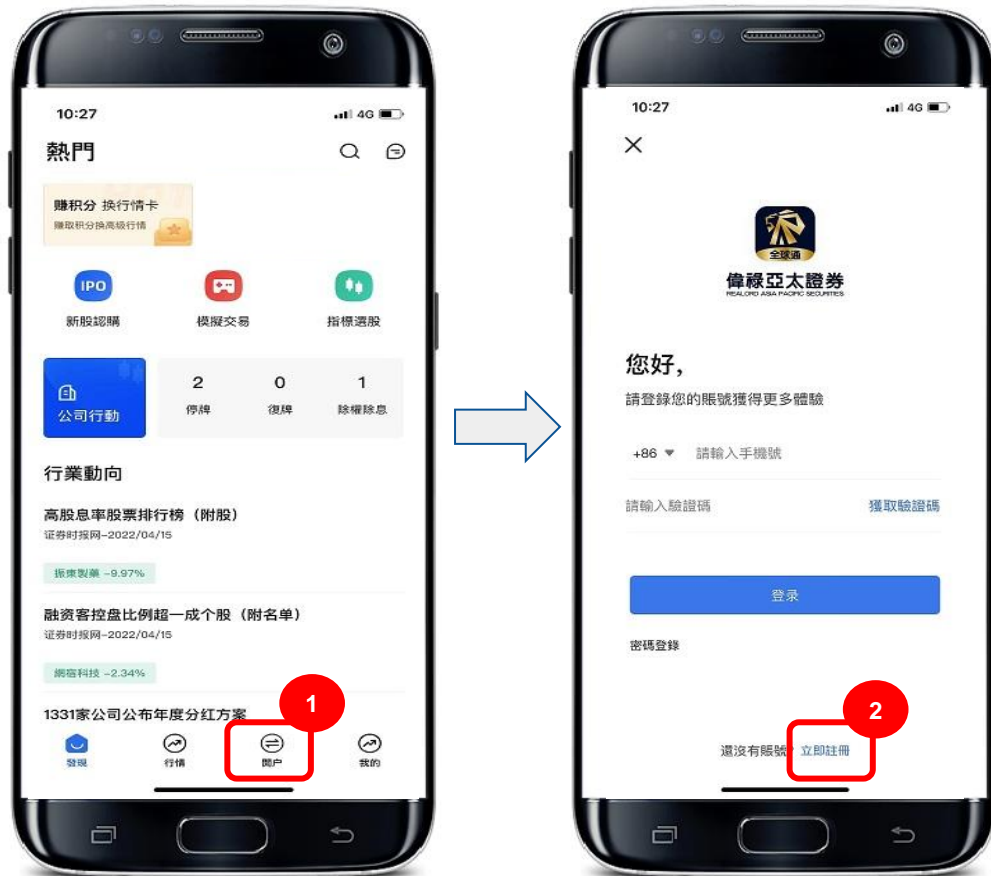 10:27
4G
熱門
赚积分 换行情卡
赚取积分换高级行情
IPO
新股認購
模擬交易
指標選股
公司行動
2
0
1
停牌
復牌
除權除息
行業動向
高股息率股票排行榜（附股）
证券时报网-2022/04/15
振東製藥 -9.97%
融资客控盘比例超一成个股（附名单）
证券时报网-2022/04/15
網宿科技 -2.34%
1331家公司公布年度分红方案
1
發現
行情
開户
我的
10:27
4G
全球通
偉祿亞太證券
REALORD ASIA PACIFIC SECURITIES
您好,
請登錄您的賬號獲得更多體驗
+86
請輸入手機號
請輸入驗證碼
獲取驗證碼
登录
密碼登錄
2
還沒有賬號? 立即註冊